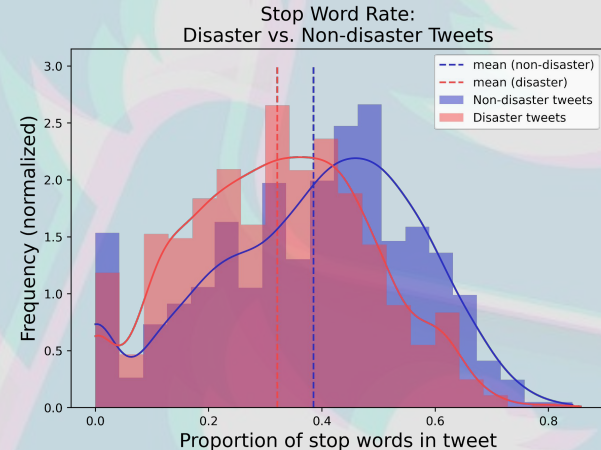 Stop Word Rate:
Disaster vs. Non-disaster Tweets
Frequency (normalized)
3.0
2.5
2.0
1.5
1.0
0.5
0.0
mean (non-disaster)
mean (disaster)
Non-disaster tweets
Disaster tweets
0.0 0.2 0.4 0.6 0.8
Proportion of stop words in tweet